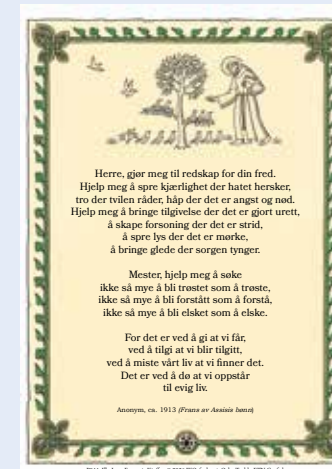 Herre, gjør meg til redskap for din fred.
Hjelp meg å spre kjærlighet der hatet hersker,
tro der tvilen råder, håp der det er angst og nød.
Hjelp meg å bringe tilgivelse der det er gjort urett,
å skape forsoning der det er strid,
å spre lys der det er mørke,
å bringe glede der sorgen tynger.
Mester, hjelp meg å søke
ikke så mye å bli trøstet som å trøste,
ikke så mye å bli forstått som å forstå,
ikke så mye å bli elsket som å elske.
For det er ved å gi at vi får,
ved å tilgi at vi blir tilgitt,
ved å miste vårt liv at vi finner det.
Det er ved å dø at vi oppstår
til evig liv.
Anonym, ca. 1913 (Frans av Assisis bønn)